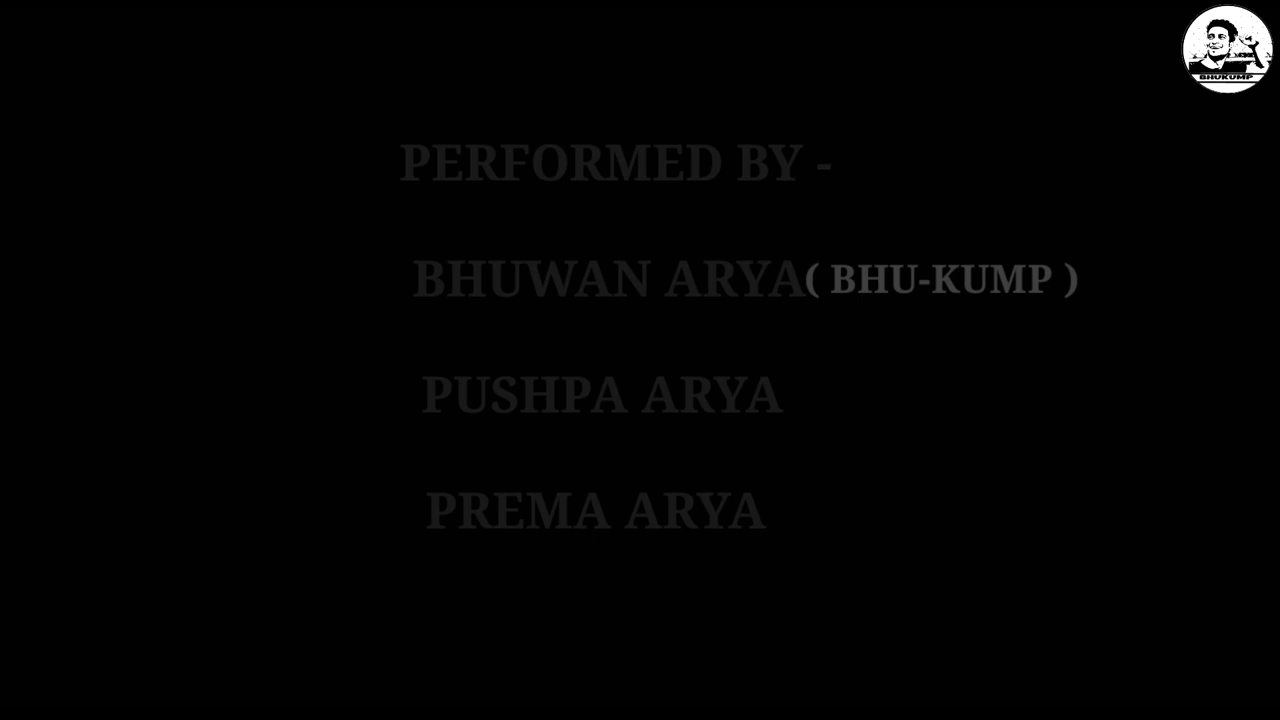 BHUKUMP
PERFORMED BY -
BHUWAN ARYA( BHU-KUMP )
PUSHPA ARYA
PREMA ARYA